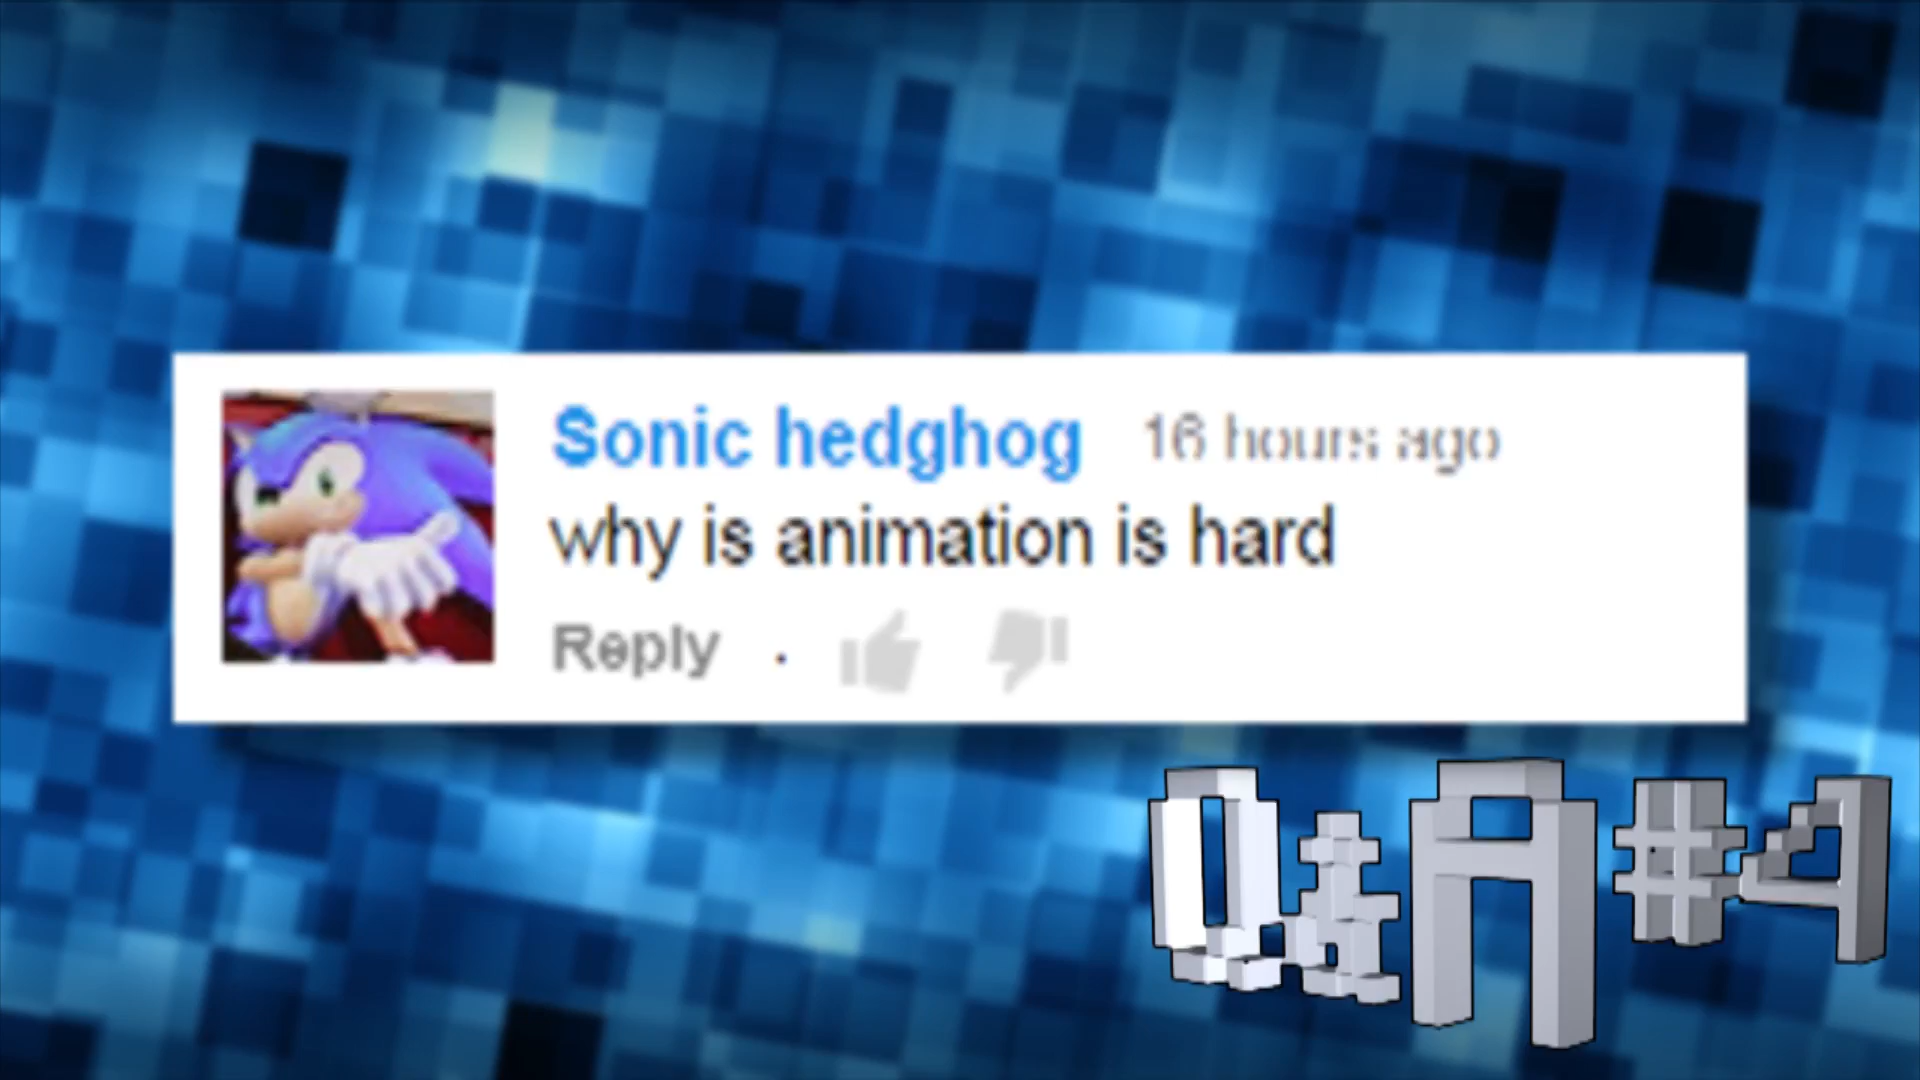 Sonic hedghog 16 hours ago
why is animation is hard
Reply .
Q&A#4